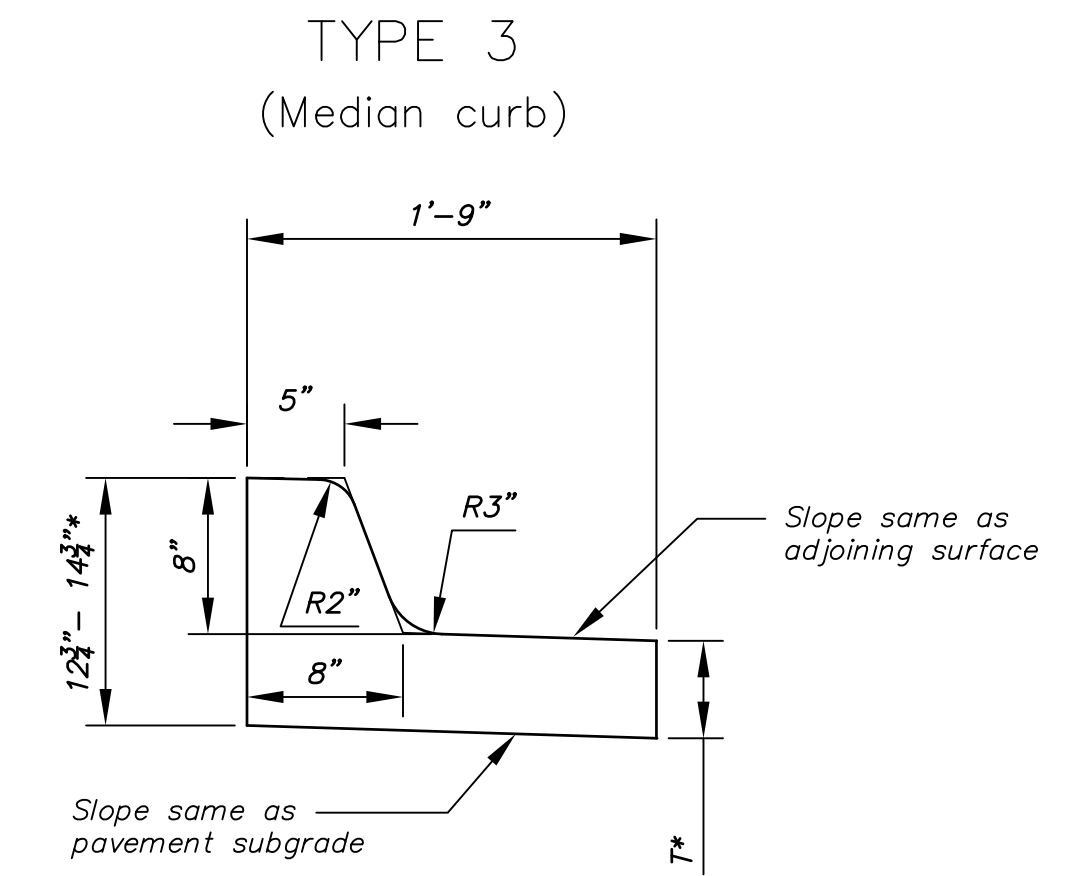 TYPE 3
(Median curb)
1'-9"
5"
R3"
Slope same as
adjoining surface
12¾"- 14¾"*
8"
R2"
8"
Slope same as
pavement subgrade
T*